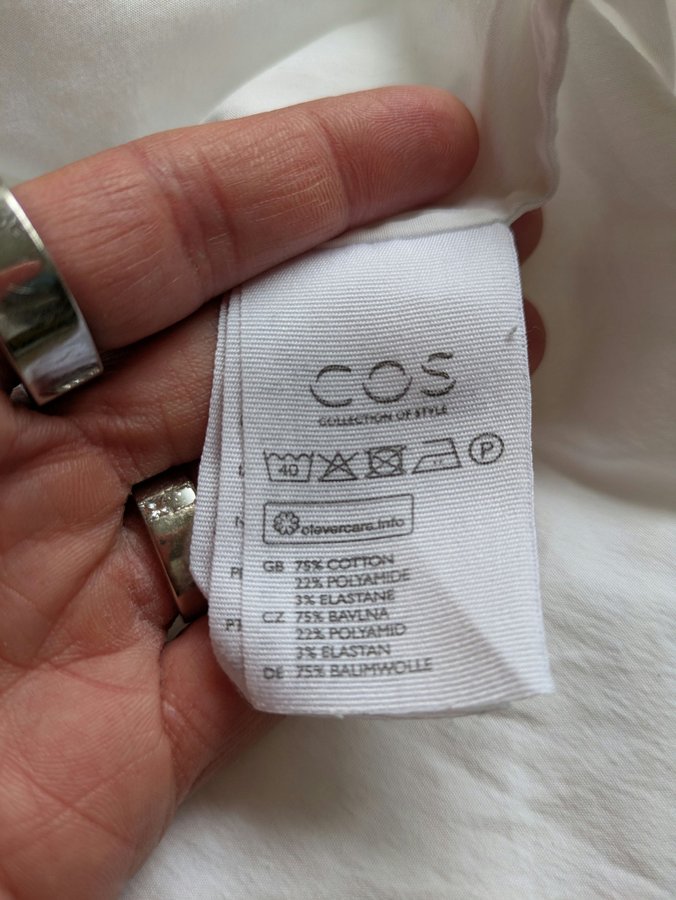 COS
COLLECTION OF STYLE
40 P
clevercare.info
GB 75% COTTON
22% POLYAMIDE
3% ELASTANE
CZ 75% BAVLNA
22% POLYAMID
3% ELASTAN
DE 75% BAUMWOLLE
PT